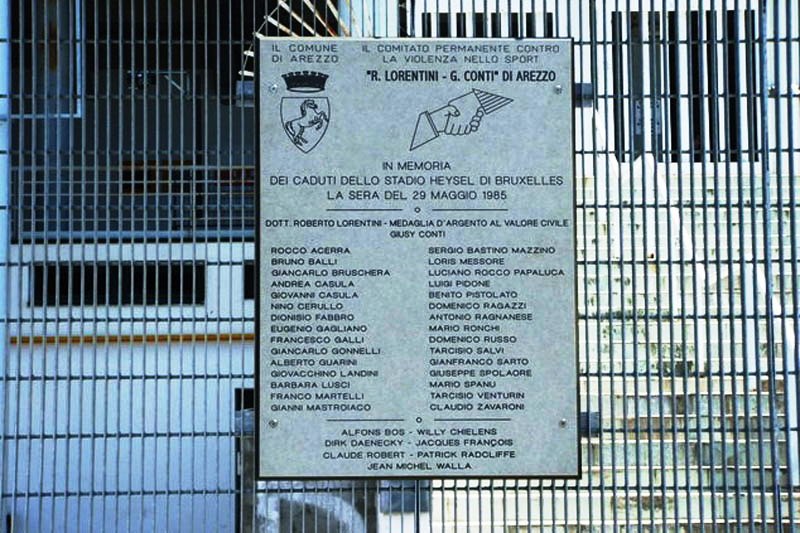 IL COMUNE
DI AREZZO
IL COMITATO PERMANENTE CONTRO
LA VIOLENZA NELLO SPORT
"R. LORENTINI - G. CONTI" DI AREZZO
IN MEMORIA
DEI CADUTI DELLO STADIO HEYSEL DI BRUXELLES
LA SERA DEL 29 MAGGIO 1985
DOTT. ROBERTO LORENTINI - MEDAGLIA D'ARGENTO AL VALORE CIVILE
GIUSY CONTI
ROCCO ACERRA
BRUNO BALLI
GIANCARLO BRUSCHERA
ANDREA CASULA
GIOVANNI CASULA
NINO CERULLO
DIONISIO FABBRO
EUGENIO GAGLIANO
FRANCESCO GALLI
GIANCARLO GONNELLI
ALBERTO GUARINI
GIOVACCHINO LANDINI
BARBARA LUSCI
FRANCO MARTELLI
GIANNI MASTROIACO
SERGIO BASTINO MAZZINO
LORIS MESSORE
LUCIANO ROCCO PAPALUCA
LUIGI PIDONE
BENITO PISTOLATO
DOMENICO RAGAZZI
ANTONIO RAGNANESE
MARIO RONCHI
DOMENICO RUSSO
TARCISIO SALVI
GIANFRANCO SARTO
GIUSEPPE SPOLAORE
MARIO SPANU
TARCISIO VENTURIN
CLAUDIO ZAVARONI
ALFONS BOS - WILLY CHIELENS
DIRK DAENECKY - JACQUES FRANÇOIS
CLAUDE ROBERT - PATRICK RADCLIFFE
JEAN MICHEL WALLA